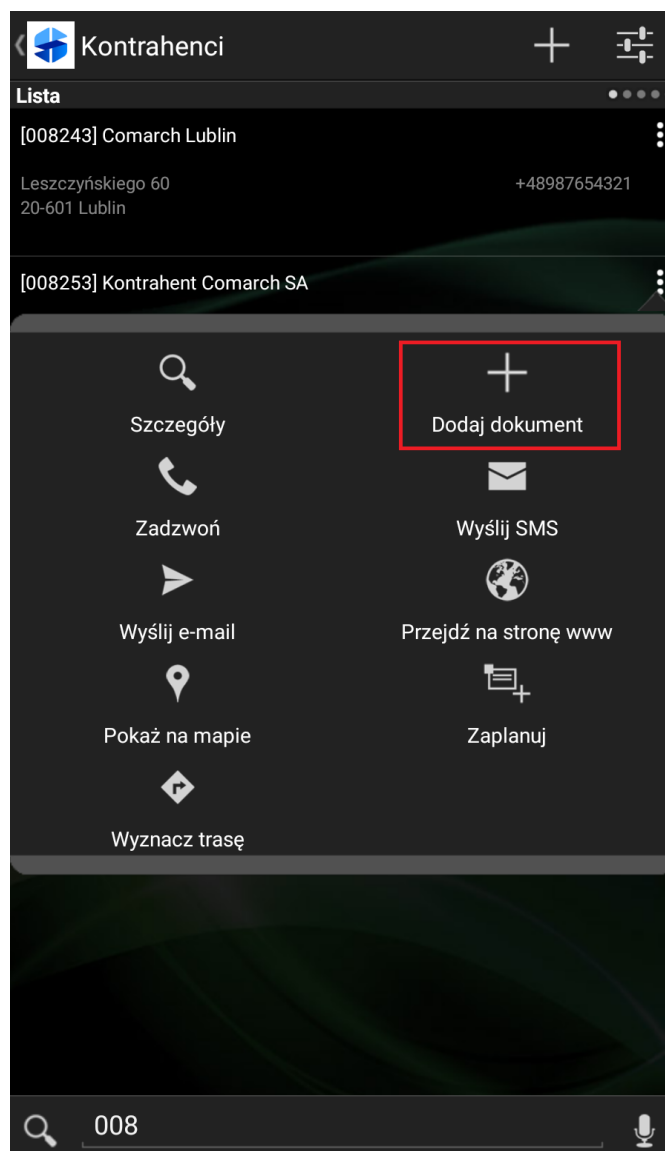 Kontrahenci
Lista
[008243] Comarch Lublin
Leszczyńskiego 60 +48987654321
20-601 Lublin
[008253] Kontrahent Comarch SA
Szczegóły Dodaj dokument
Zadzwoń Wyślij SMS
Wyślij e-mail Przejdź na stronę www
Pokaż na mapie Zaplanuj
Wyznacz trasę
008